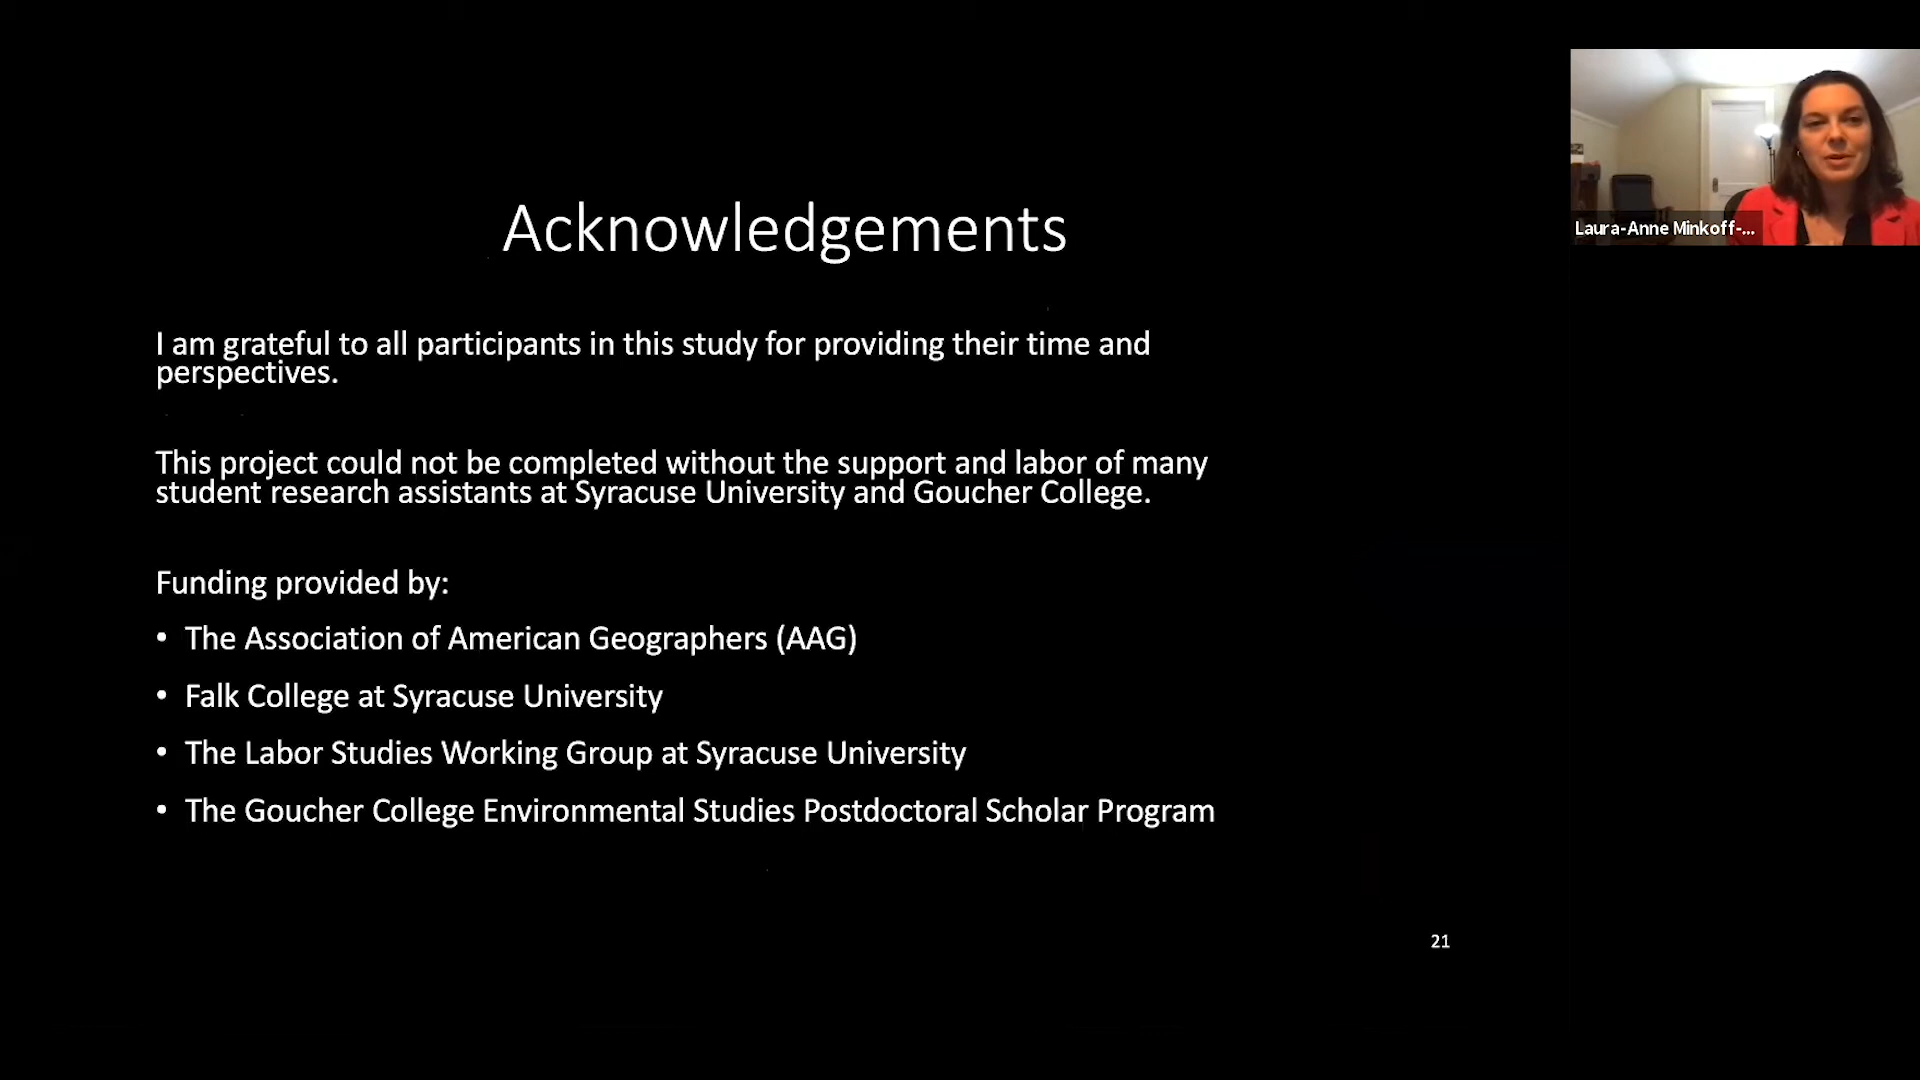 Acknowledgements
Laura-Anne Minkoff-...
I am grateful to all participants in this study for providing their time and
perspectives.
This project could not be completed without the support and labor of many
student research assistants at Syracuse University and Goucher College.
Funding provided by:
• The Association of American Geographers (AAG)
• Falk College at Syracuse University
• The Labor Studies Working Group at Syracuse University
• The Goucher College Environmental Studies Postdoctoral Scholar Program
21